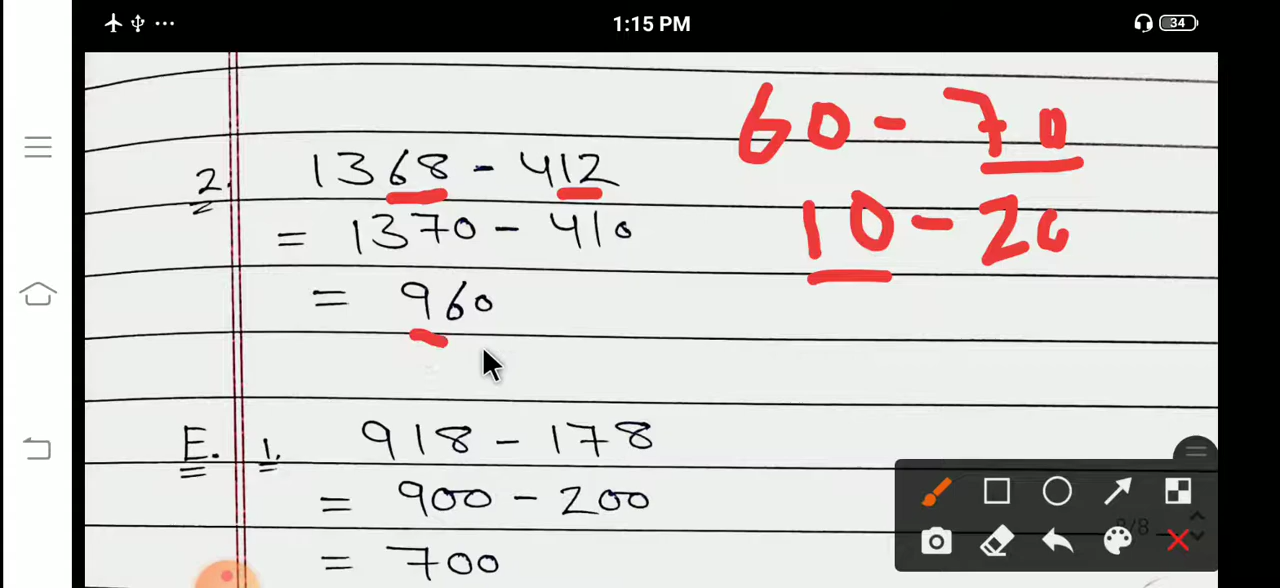 1:15 PM
34
60 - 70
2. 1368 - 412
10 - 20
= 1370 - 410
= 960
E. 1. 918 - 178
= 900 - 200
= 700